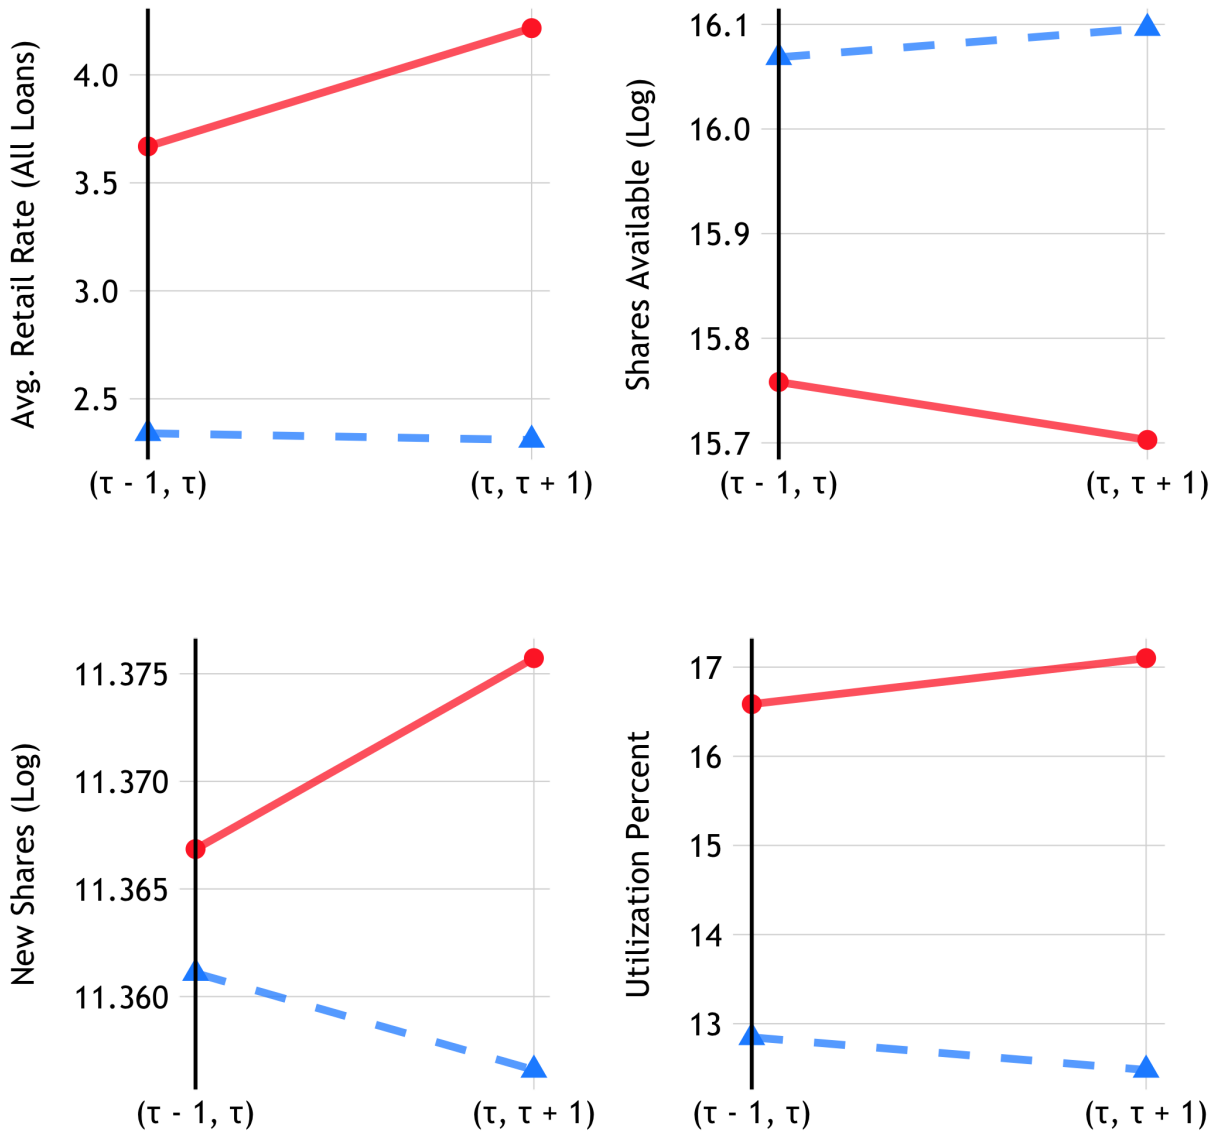 Avg. Retail Rate (All Loans)
4.0
3.5
3.0
2.5
(τ - 1, τ)
(τ, τ + 1)
Shares Available (Log)
16.1
16.0
15.9
15.8
15.7
(τ - 1, τ)
(τ, τ + 1)
New Shares (Log)
11.375
11.370
11.365
11.360
(τ - 1, τ)
(τ, τ + 1)
Utilization Percent
17
16
15
14
13
(τ - 1, τ)
(τ, τ + 1)